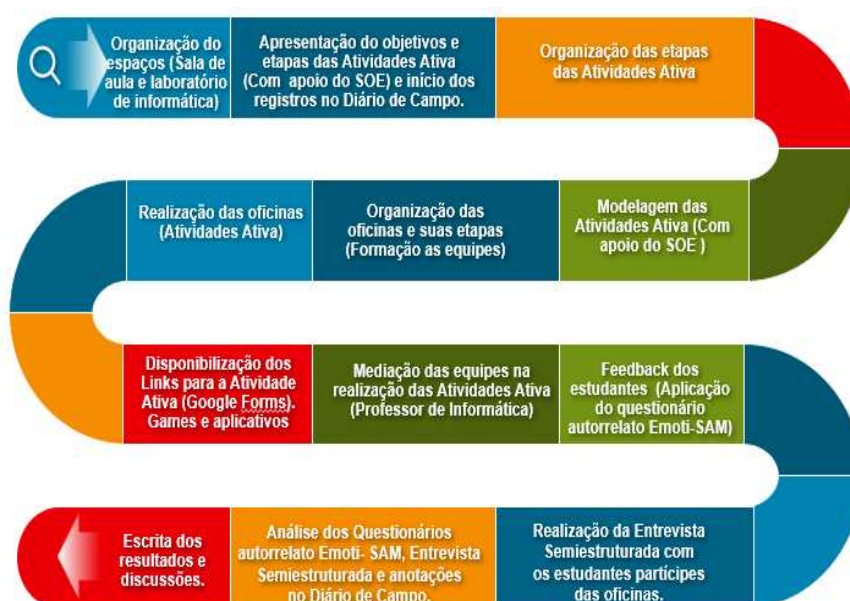 Organização do
espaços (Sala de
aula e laboratório
de informática)
Apresentação do objetivos e
etapas das Atividades Ativa
(Com apoio do SOE) e início dos
registros no Diário de Campo.
Organização das etapas
das Atividades Ativa
Modelagem das
Atividades Ativa (Com
apoio do SOE )
Organização das
oficinas e suas etapas
(Formação as equipes)
Realização das oficinas
(Atividades Ativa)
Disponibilização dos
Links para a Atividade
Ativa (Google Forms).
Games e aplicativos
Mediação das equipes na
realização das Atividades Ativa
(Professor de Informática)
Feedback dos
estudantes (Aplicação
do questionário
autorrelato Emoti-SAM)
Realização da Entrevista
Semiestruturada com
os estudantes partícipes
das oficinas.
Análise dos Questionários
autorrelato Emoti- SAM, Entrevista
Semiestruturada e anotações
no Diário de Campo.
Escrita dos
resultados e
discussões.